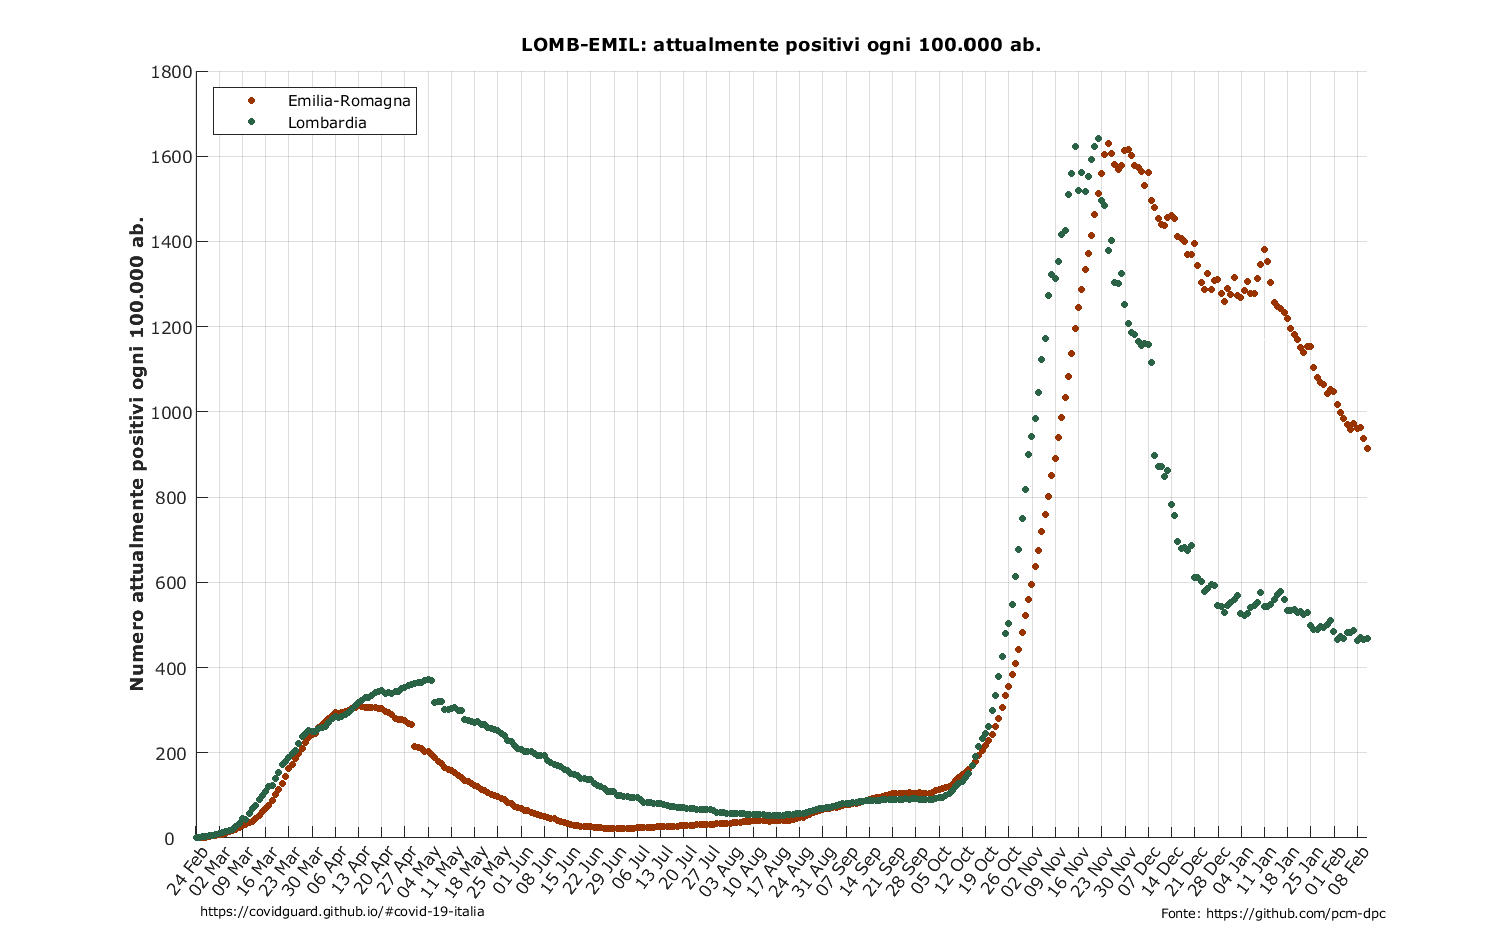 LOMB-EMIL: attualmente positivi ogni 100.000 ab.
Emilia-Romagna
Lombardia
Numero attualmente positivi ogni 100.000 ab.
1800
1600
1400
1200
1000
800
600
400
200
0
24 Feb
02 Mar
09 Mar
16 Mar
23 Mar
30 Mar
06 Apr
13 Apr
20 Apr
27 Apr
04 May
11 May
18 May
25 May
01 Jun
08 Jun
15 Jun
22 Jun
29 Jun
06 Jul
13 Jul
20 Jul
27 Jul
03 Aug
10 Aug
17 Aug
24 Aug
31 Aug
07 Sep
14 Sep
21 Sep
28 Sep
05 Oct
12 Oct
19 Oct
26 Oct
02 Nov
09 Nov
16 Nov
23 Nov
30 Nov
07 Dec
14 Dec
21 Dec
28 Dec
04 Jan
11 Jan
18 Jan
25 Jan
01 Feb
08 Feb
https://covidguard.github.io/#covid-19-italia
Fonte: https://github.com/pcm-dpc